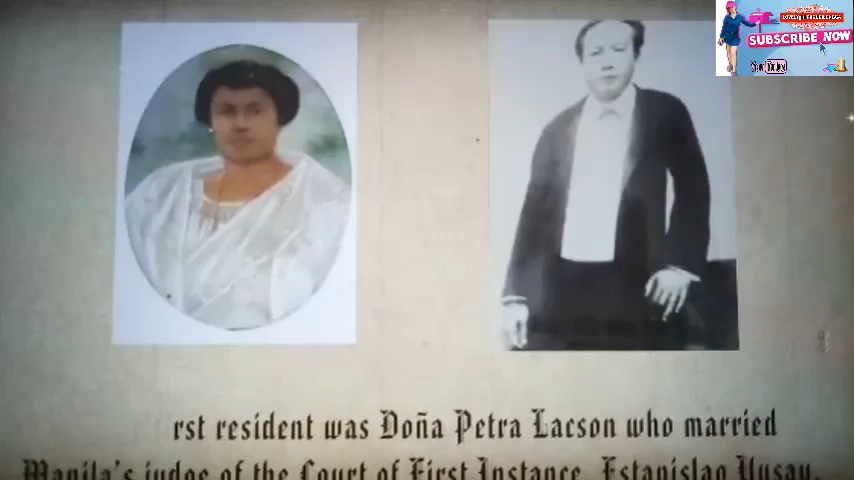 SUBSCRIBE NOW
rst resident was Doña Petra Lacson who married
Manila's judge of the Court of First Instance, Estanislao Yusay,